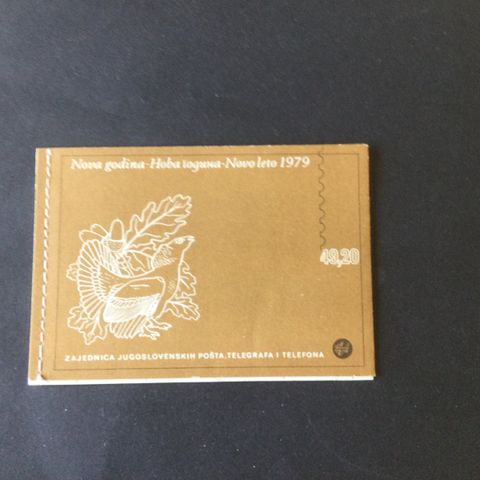 Nova godina-Нова година-Novo leto 1979
49,20
ZAJEDNICA JUGOSLOVENSKIH POŠTA, TELEGRAFA I TELEFONA